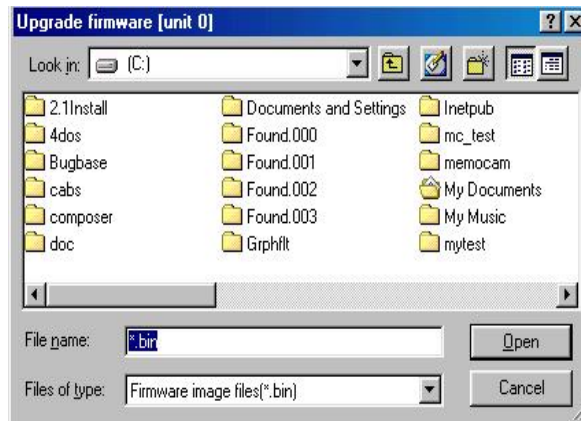 Upgrade firmware [unit 0]
Look in: (C:)
2.1Install
4dos
Bugbase
cabs
composer
doc
Documents and Settings
Found.000
Found.001
Found.002
Found.003
Grphflt
Inetpub
mc_test
memocam
My Documents
My Music
mytest
File name: *.bin
Open
Files of type: Firmware image files(*.bin)
Cancel